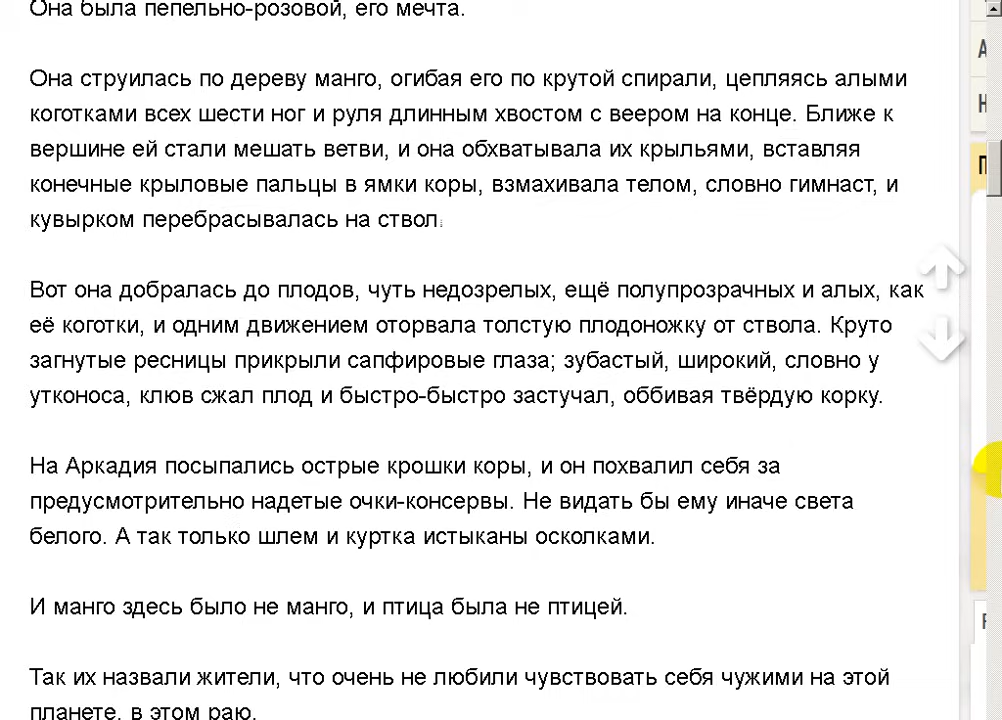 Она была пепельно-розовой, его мечта.
Она струилась по дереву манго, огибая его по крутой спирали, цепляясь алыми
коготками всех шести ног и руля длинным хвостом с веером на конце. Ближе к
вершине ей стали мешать ветви, и она обхватывала их крыльями, вставляя
конечные крыловые пальцы в ямки коры, взмахивала телом, словно гимнаст, и
кувырком перебрасывалась на ствол
Вот она добралась до плодов, чуть недозрелых, ещё полупрозрачных и алых, как
её коготки, и одним движением оторвала толстую плодоножку от ствола. Круто
загнутые ресницы прикрыли сапфировые глаза; зубастый, широкий, словно у
утконоса, клюв сжал плод и быстро-быстро застучал, оббивая твёрдую корку.
На Аркадия посыпались острые крошки коры, и он похвалил себя за
предусмотрительно надетые очки-консервы. Не видать бы ему иначе света
белого. А так только шлем и куртка истыканы осколками.
И манго здесь было не манго, и птица была не птицей.
Так их назвали жители, что очень не любили чувствовать себя чужими на этой
планете, в этом раю.